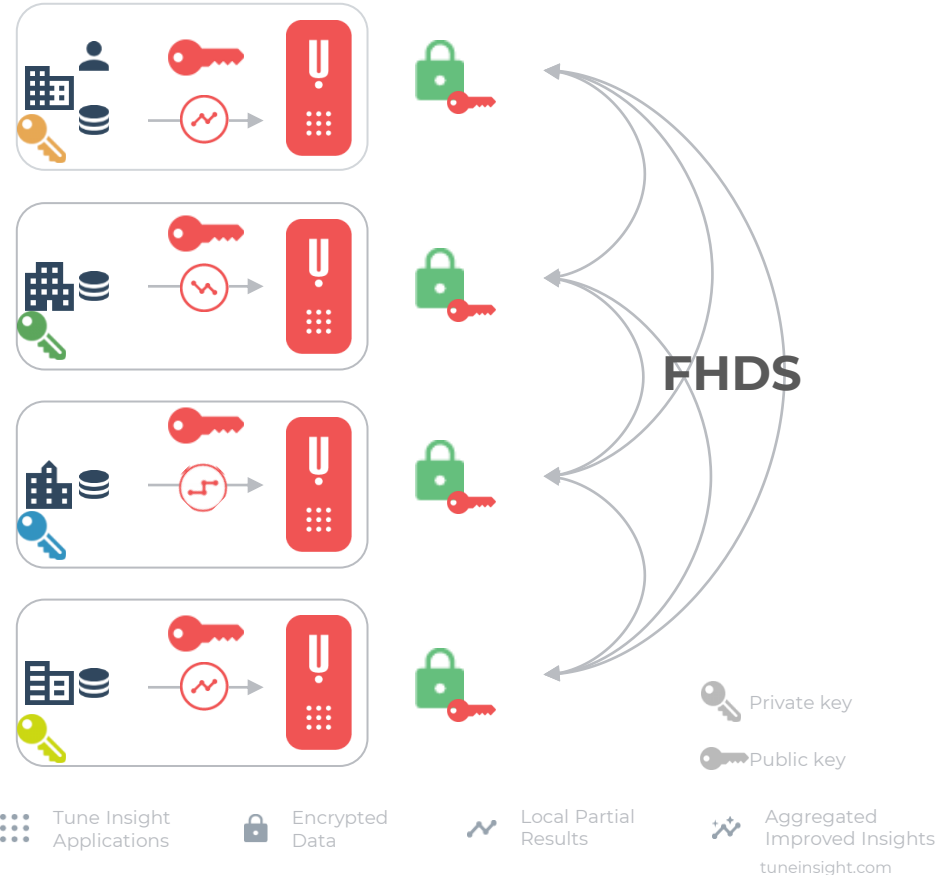 FHDS
Private key
Public key
Tune Insight
Applications
Encrypted
Data
Local Partial
Results
Aggregated
Improved Insights
tuneinsight.com